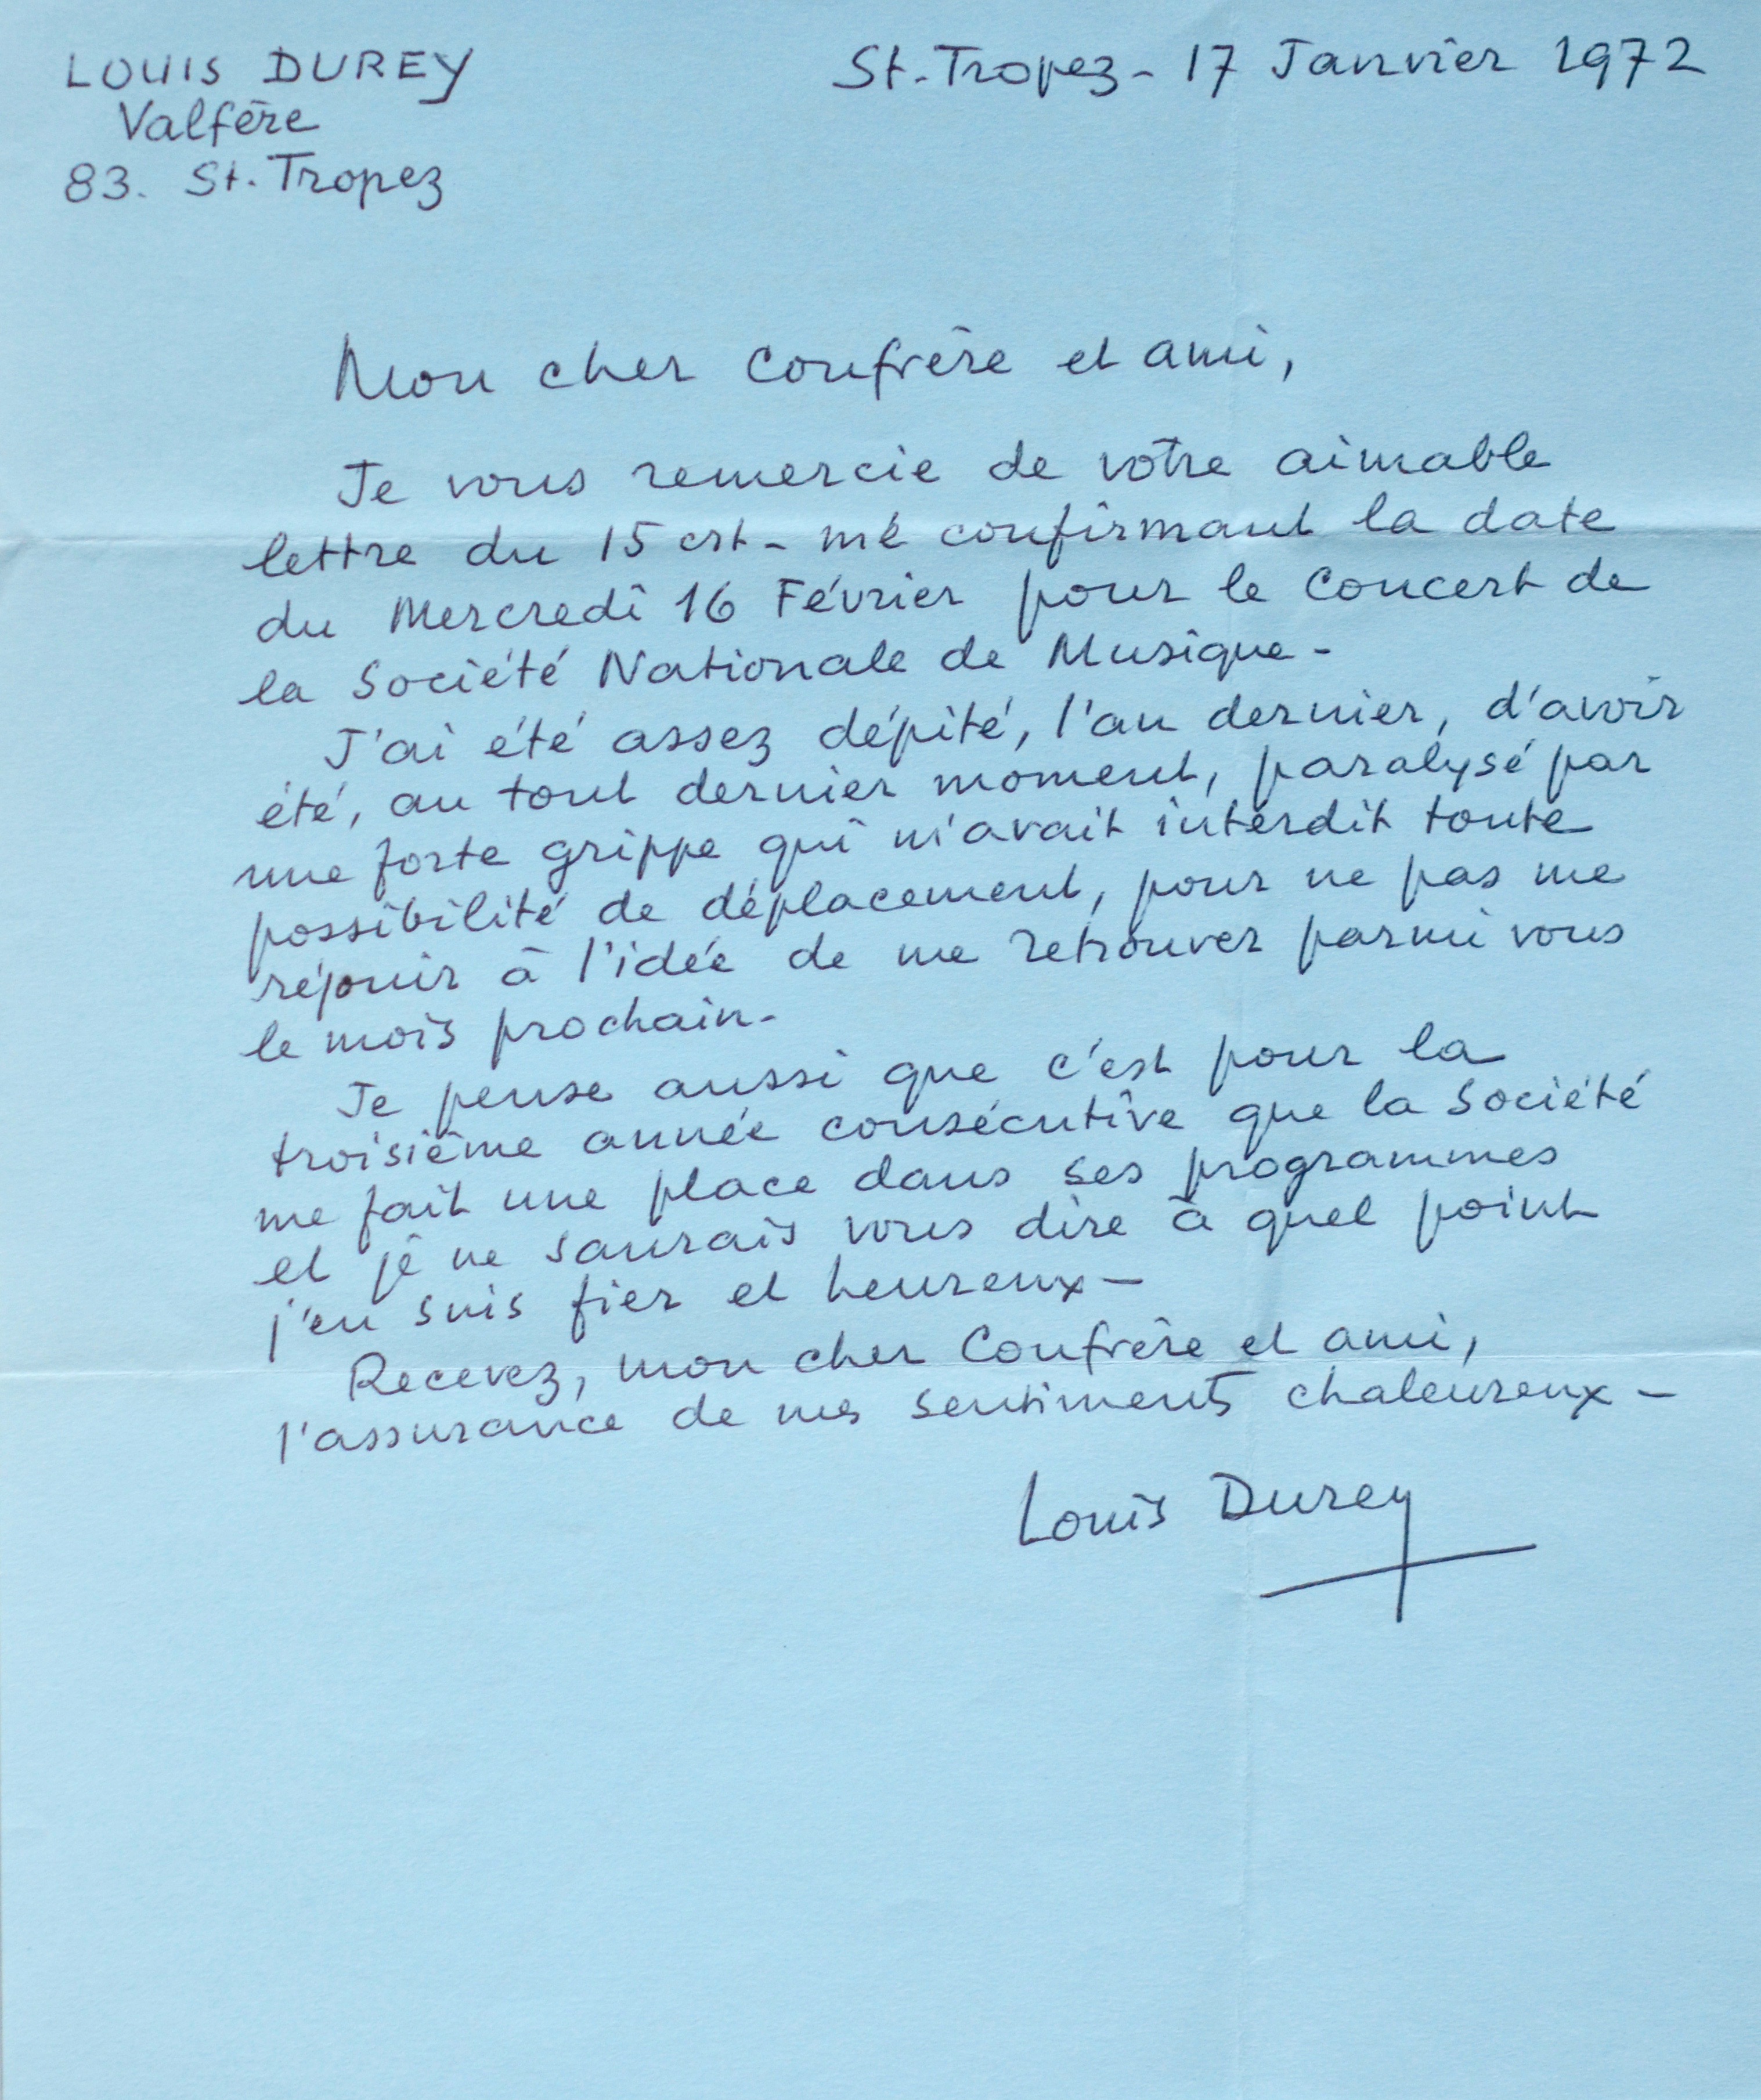 LOUIS DUREY
St.-Tropez - 17 Janvier 1972
Valfère
83. St.-Tropez
Mon cher Confrère et ami,
Je vous remercie de votre aimable
lettre du 15 crt - me confirmant la date
du Mercredi 16 Février pour le Concert de
la Société Nationale de Musique -
J'ai été assez dépité, l'an dernier, d'avoir
été, au tout dernier moment, paralysé par
une forte grippe qui m'avait interdit toute
possibilité de déplacement, pour ne pas me
réjouir à l'idée de me retrouver parmi vous
le mois prochain -
Je pense aussi que c'est pour la
troisième année consécutive que la Société
me fait une place dans ses programmes
et je ne saurais vous dire à quel point
j'en suis fier et heureux -
Recevez, mon cher Confrère et ami,
l'assurance de mes sentiments chaleureux -
Louis Durey